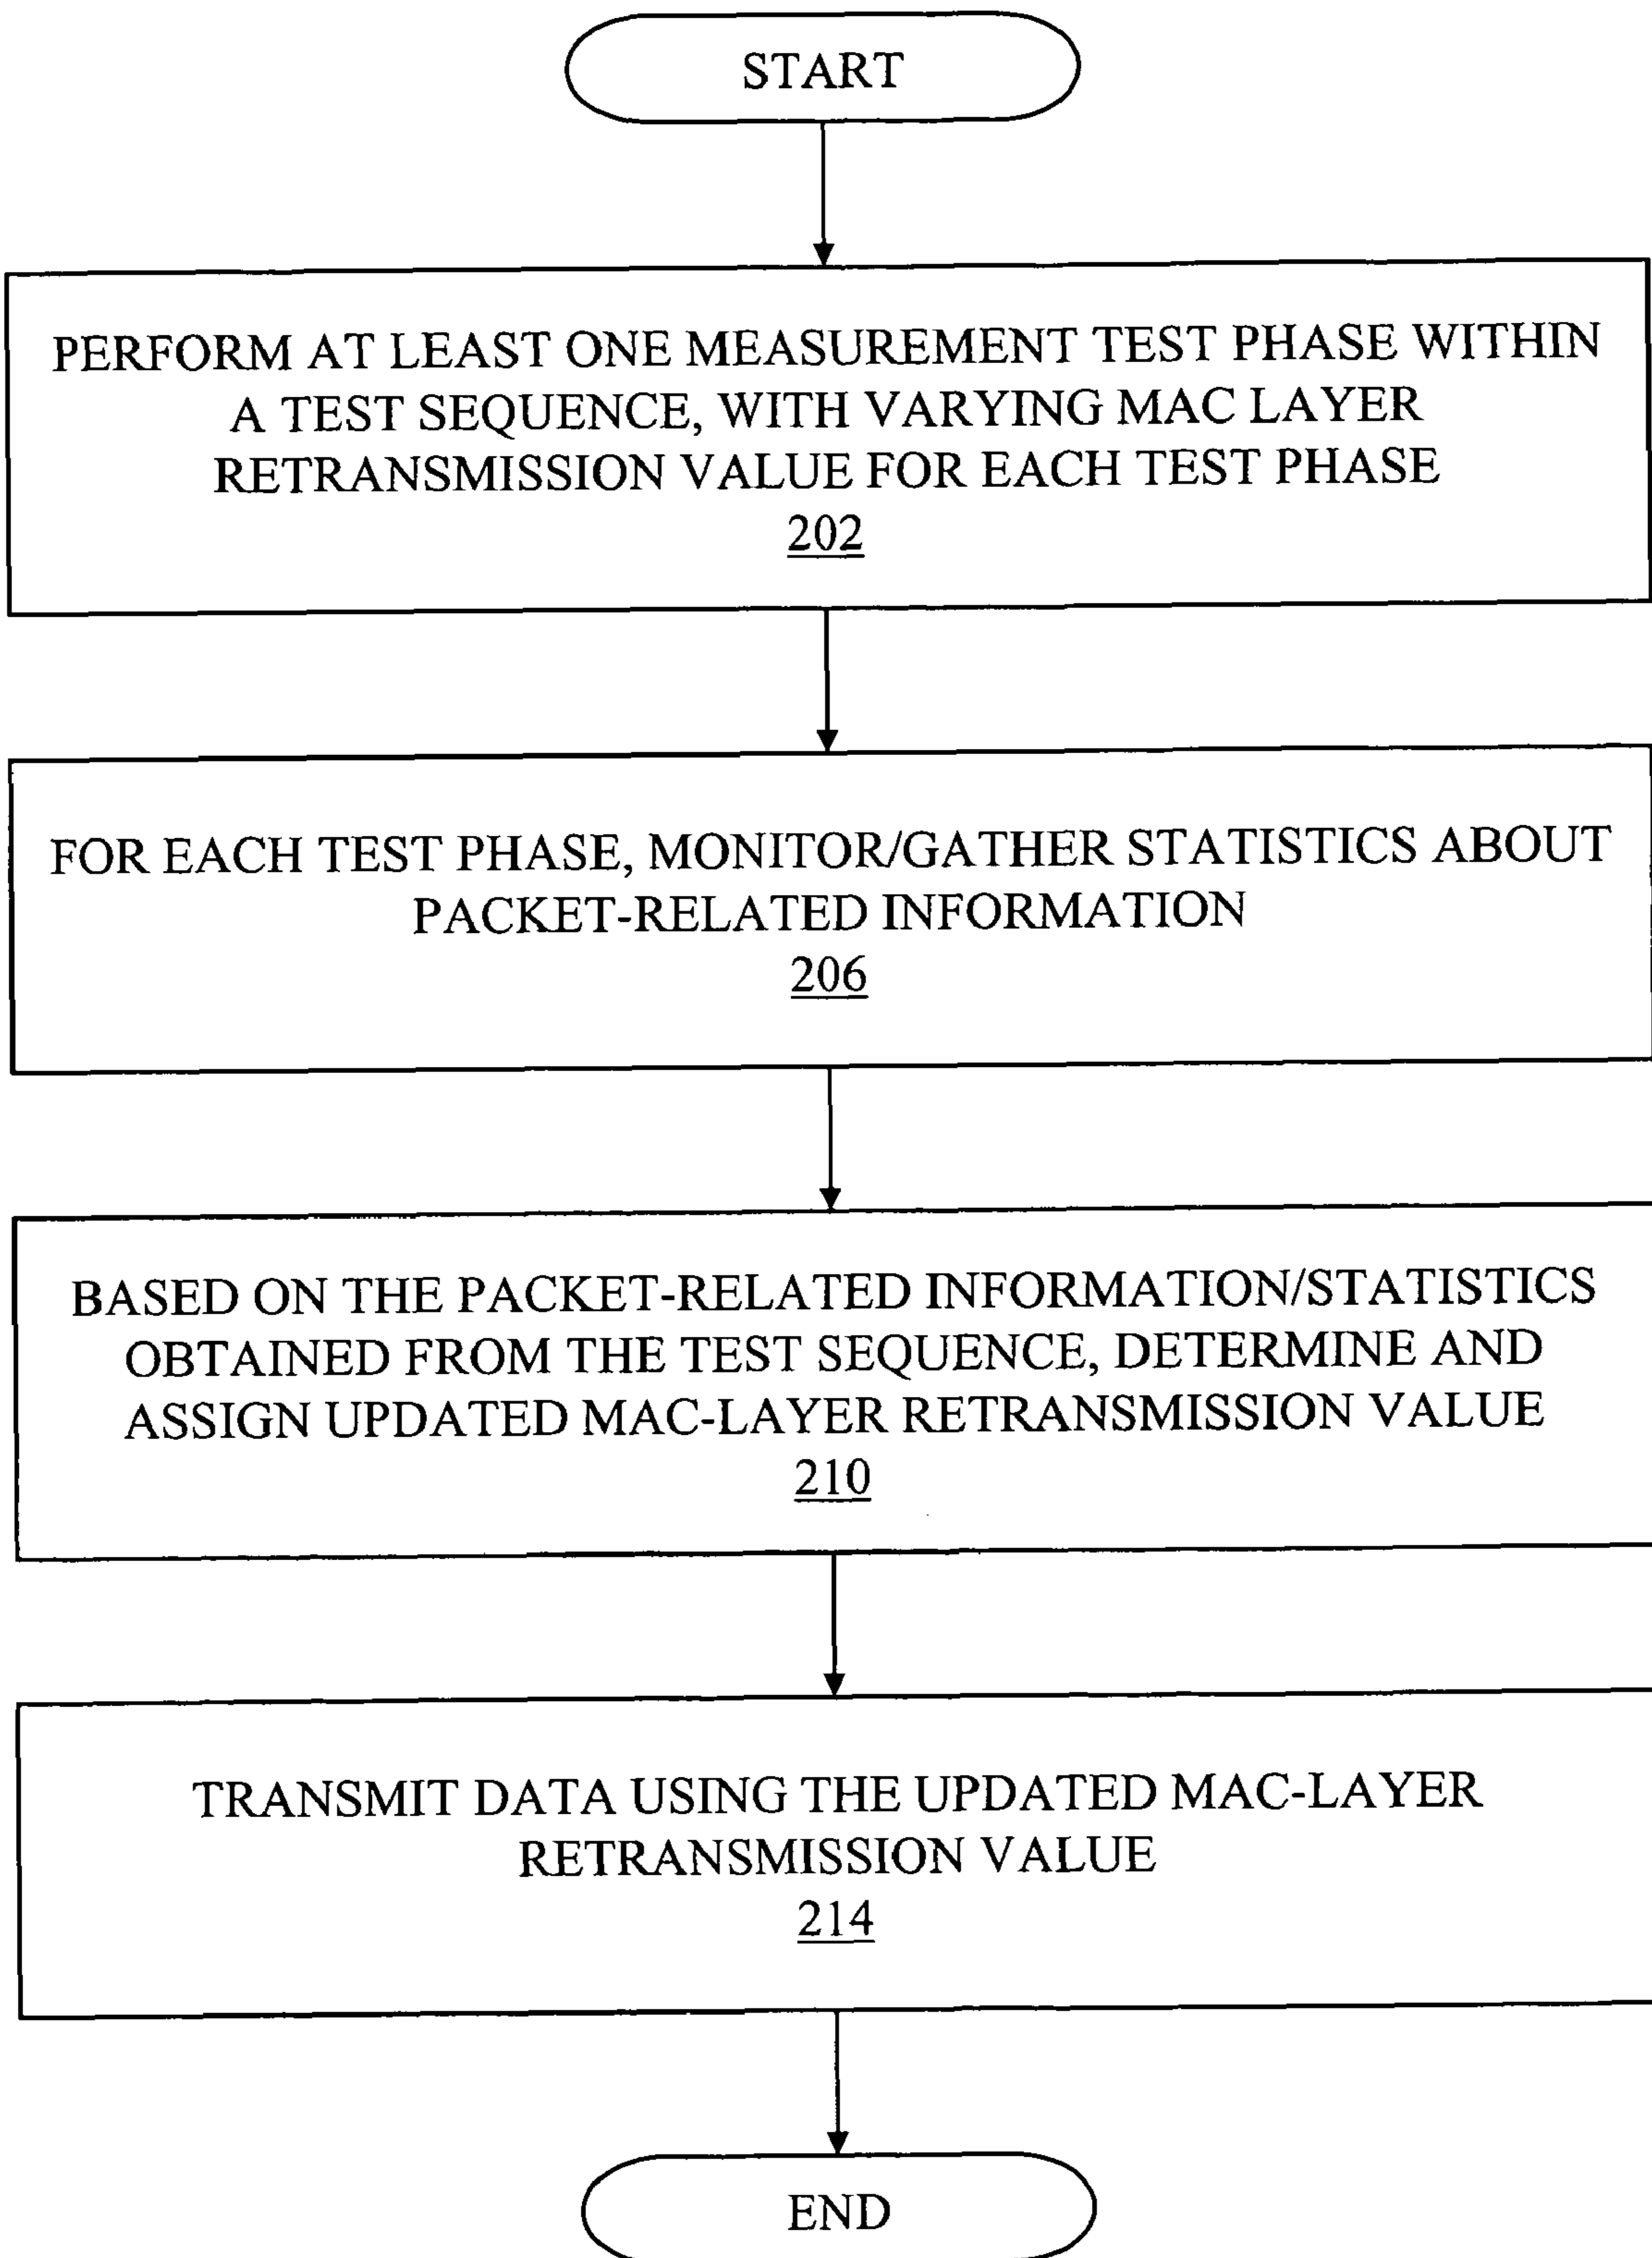 START
PERFORM AT LEAST ONE MEASUREMENT TEST PHASE WITHIN
A TEST SEQUENCE, WITH VARYING MAC LAYER
RETRANSMISSION VALUE FOR EACH TEST PHASE
202
FOR EACH TEST PHASE, MONITOR/GATHER STATISTICS ABOUT
PACKET-RELATED INFORMATION
206
BASED ON THE PACKET-RELATED INFORMATION/STATISTICS
OBTAINED FROM THE TEST SEQUENCE, DETERMINE AND
ASSIGN UPDATED MAC-LAYER RETRANSMISSION VALUE
210
TRANSMIT DATA USING THE UPDATED MAC-LAYER
RETRANSMISSION VALUE
214
END